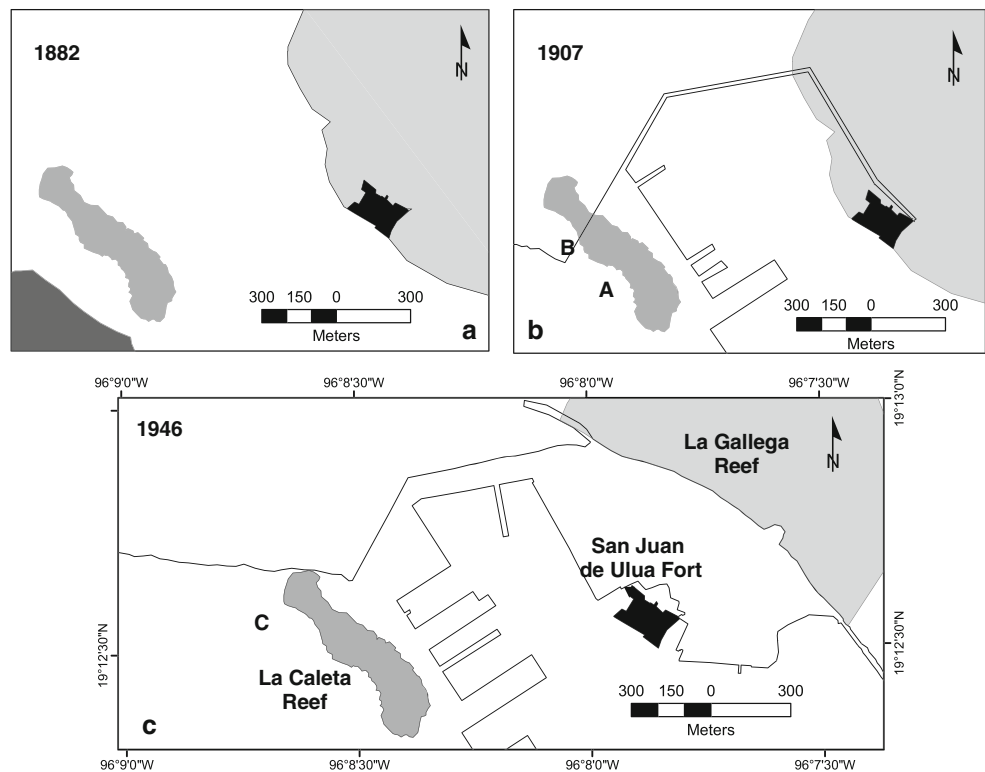 1882
N
300 150 0 300
Meters
a
1907
N
B
A
300 150 0 300
Meters
b
96°9'0"W 96°8'30"W 96°8'0"W 96°7'30"W
19°13'0"N
1946
La Gallega
Reef
N
San Juan
de Ulua Fort
C
La Caleta
Reef
19°12'30"N
19°12'30"N
300 150 0 300
Meters
c
96°9'0"W 96°8'30"W 96°8'0"W 96°7'30"W